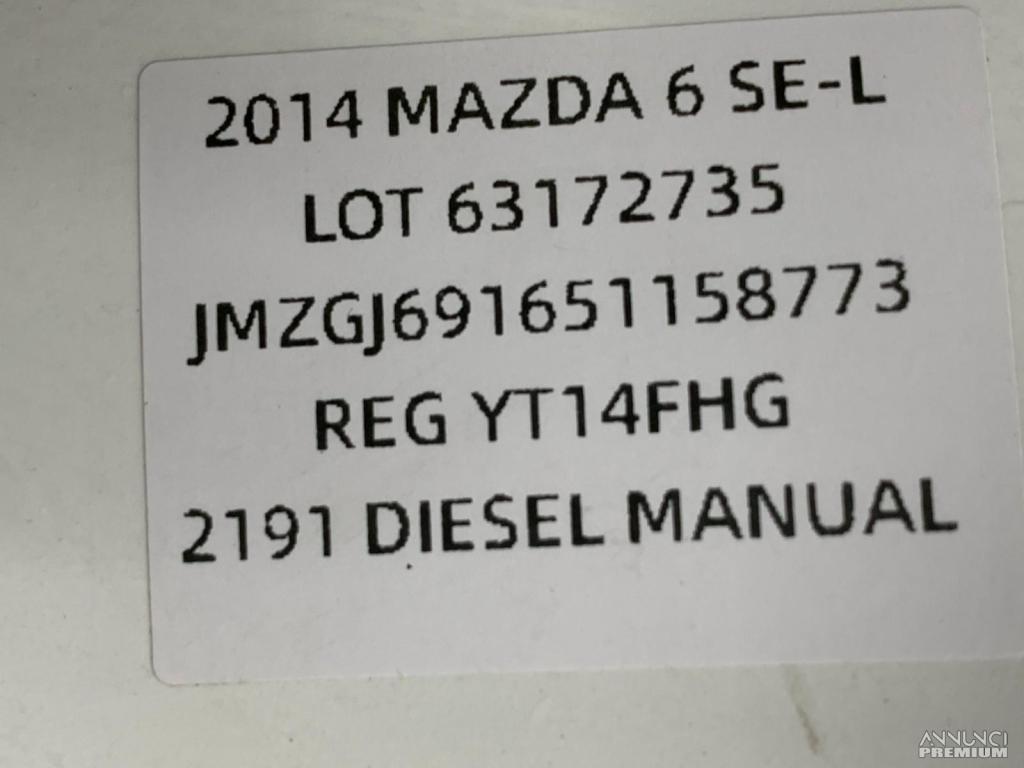 2014 MAZDA 6 SE-L
LOT 63172735
JMZGJ691651158773
REG YT14FHG
2191 DIESEL MANUAL
ANNUNCI
PREMIUM